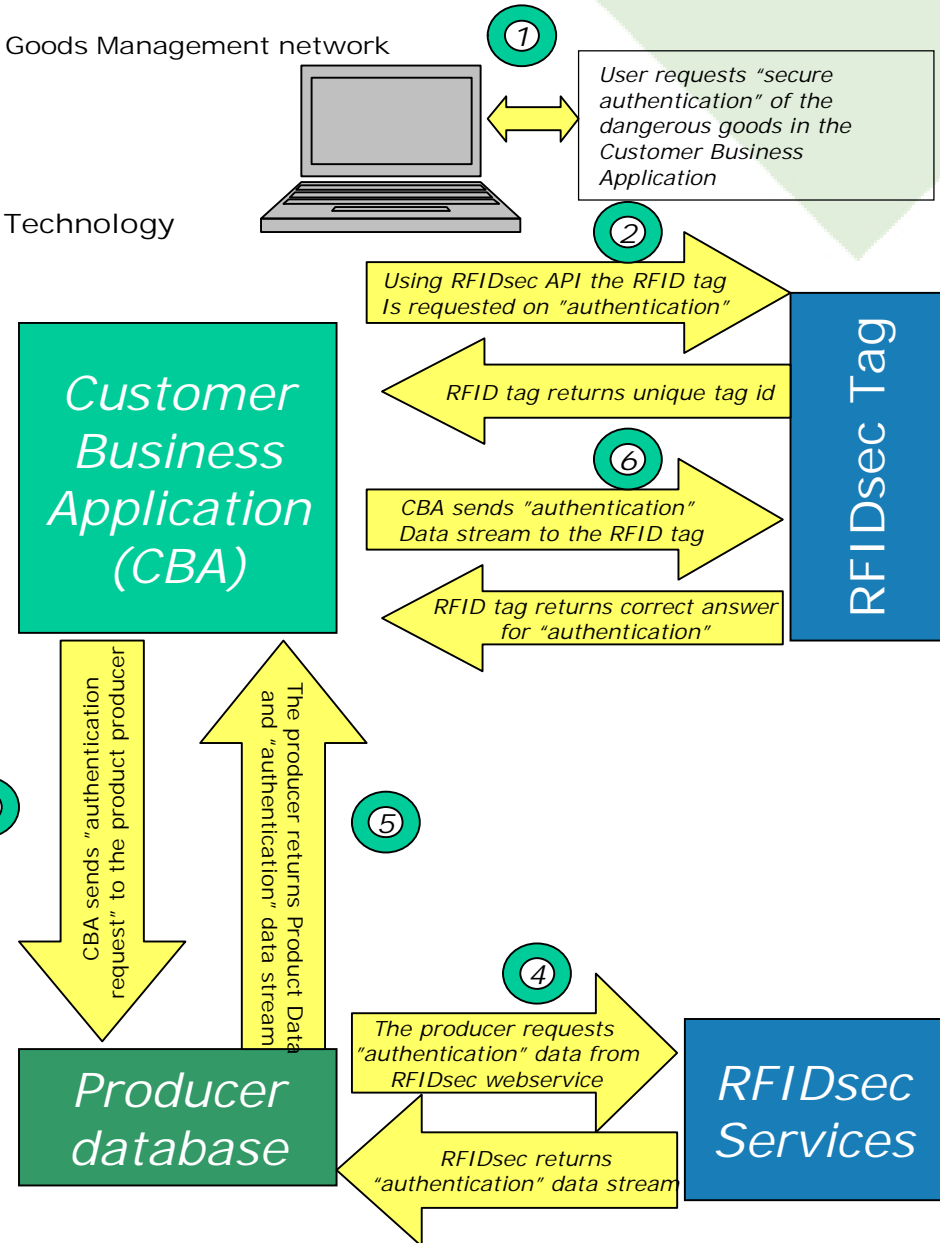 Goods Management network
1
User requests "secure
authentication" of the
dangerous goods in the
Customer Business
Application
Technology
2
Using RFIDsec API the RFID tag
Is requested on "authentication"
RFID tag returns unique tag id
6
CBA sends "authentication"
Data stream to the RFID tag
RFID tag returns correct answer
for "authentication"
RFIDsec Tag
Customer
Business
Application
(CBA)
CBA sends "authentication
request" to the product producer
The producer returns Product Data
and "authentication" data stream
5
4
The producer requests
"authentication" data from
RFIDsec webservice
RFIDsec returns
"authentication" data stream
Producer
database
RFIDsec
Services